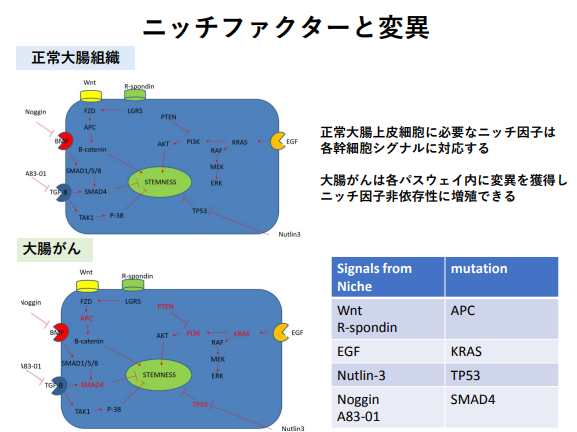 ニッチファクターと変異
正常大腸組織
Wnt
R-spondin
Noggin
FZD
LGR5
PTEN
APC
BMP
AKT
PI3K
KRAS
EGF
B-catenin
RAF
SMAD1/5/8
MEK
A83-01
STEMNESS
ERK
TGF-B
SMAD4
TAK1
P-38
TP53
Nutlin3
正常大腸上皮細胞に必要なニッチ因子は
各幹細胞シグナルに対応する
大腸がんは各パスウェイ内に変異を獲得し
ニッチ因子非依存性に増殖できる
大腸がん
Wnt
R-spondin
Noggin
FZD
LGR5
PTEN
APC
BMP
AKT
PI3K
KRAS
EGF
B-catenin
RAF
SMAD1/5/8
MEK
A83-01
STEMNESS
ERK
TGF-B
SMAD4
TAK1
P-38
TP53
Nutlin3
Signals from Niche
mutation
Wnt
R-spondin
APC
EGF
KRAS
Nutlin-3
TP53
Noggin
A83-01
SMAD4